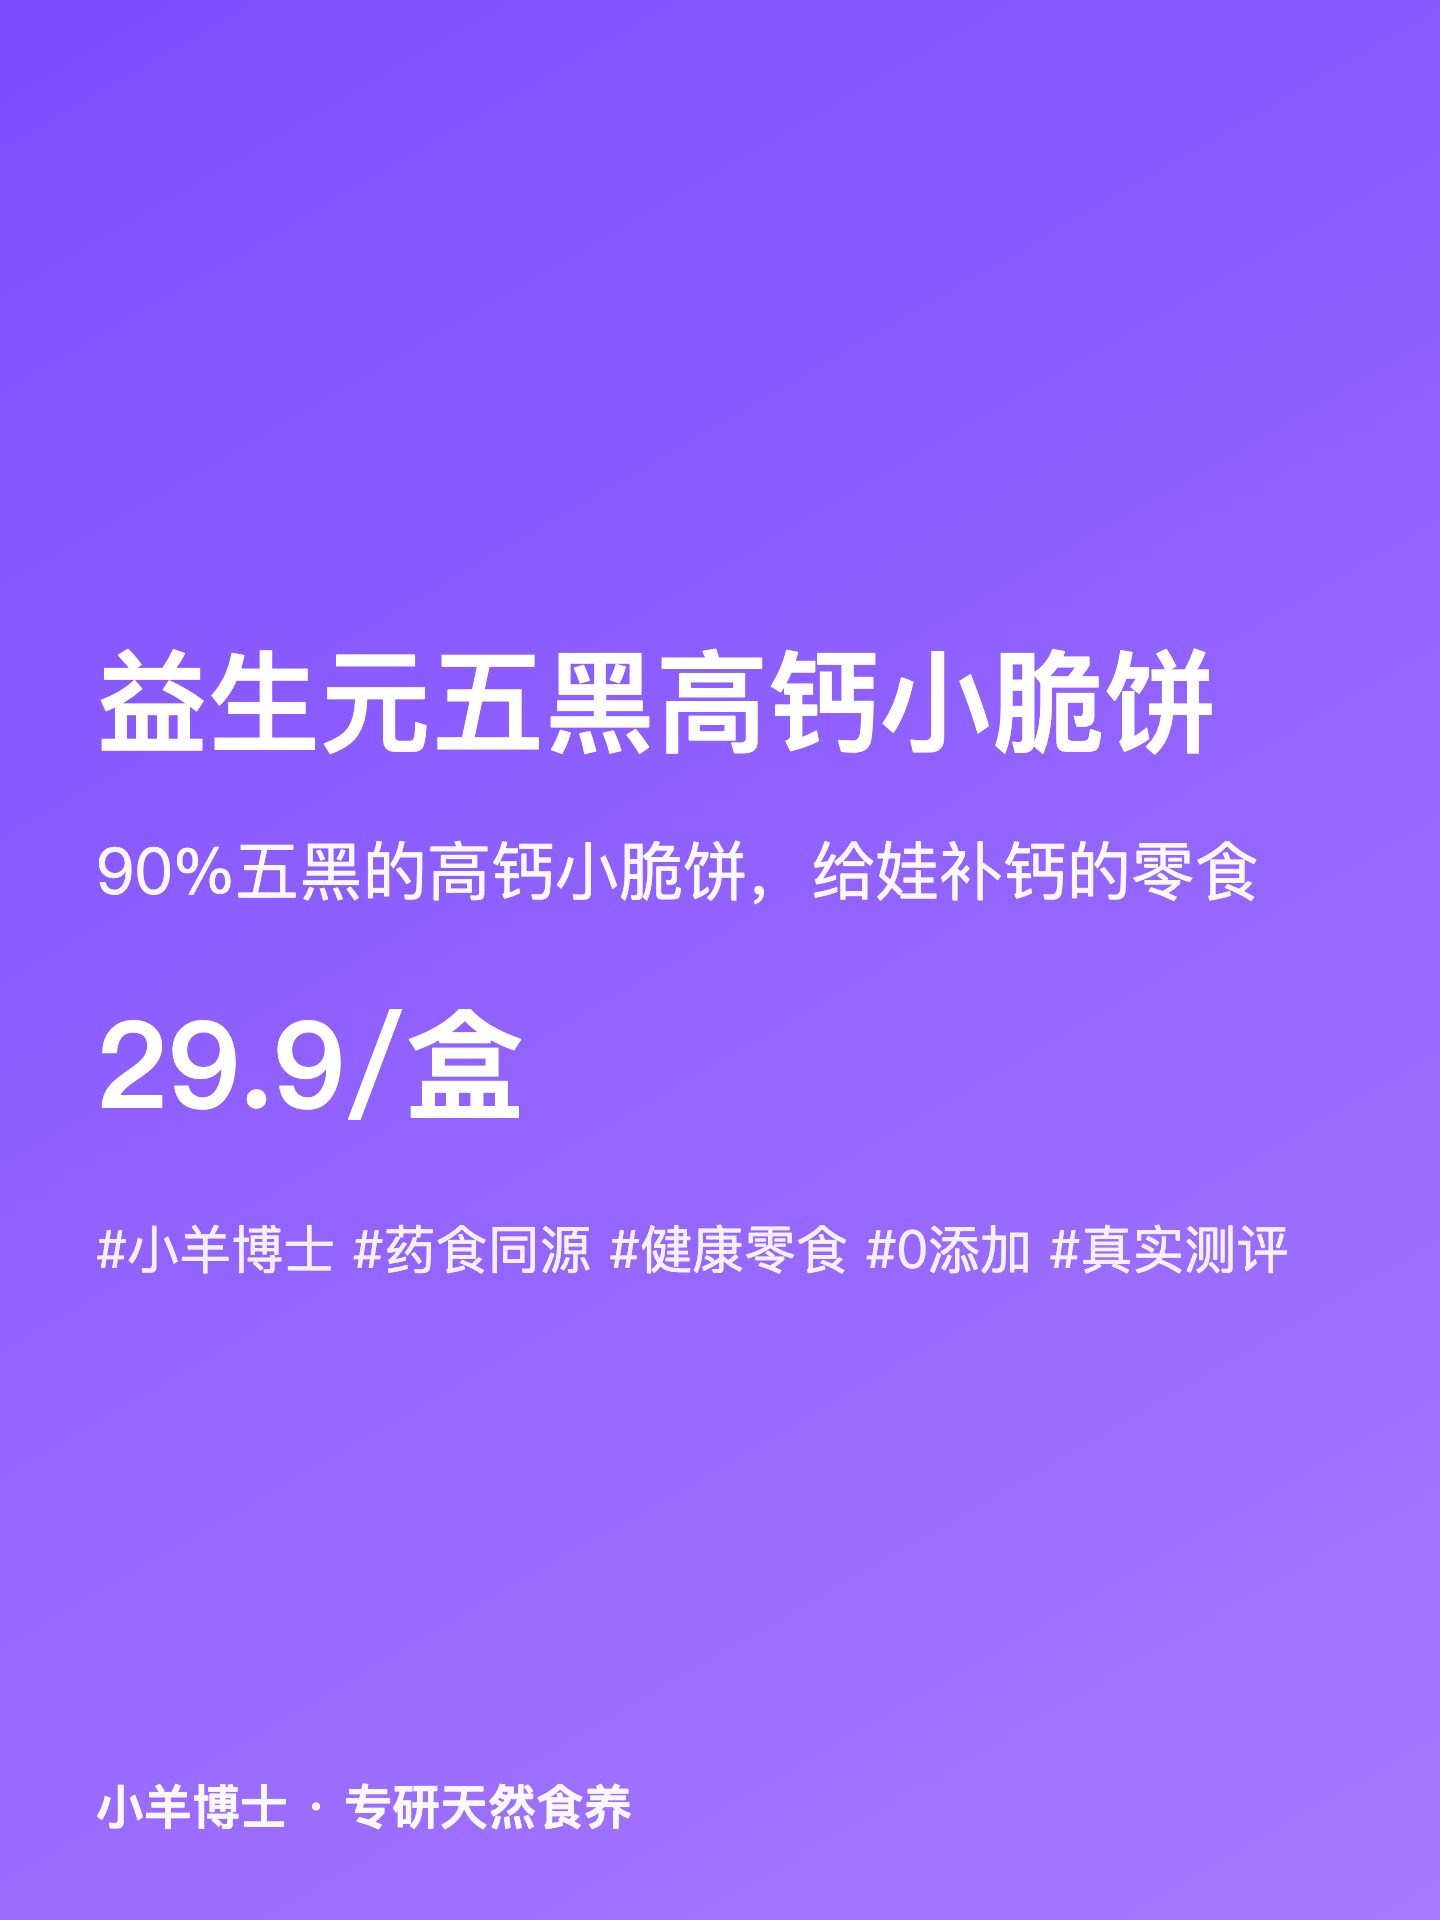 益生元五黑高钙小脆饼
90%五黑的高钙小脆饼，给娃补钙的零食
29.9/盒
#小羊博士 #药食同源 #健康零食 #0添加 #真实测评
小羊博士 · 专研天然食养